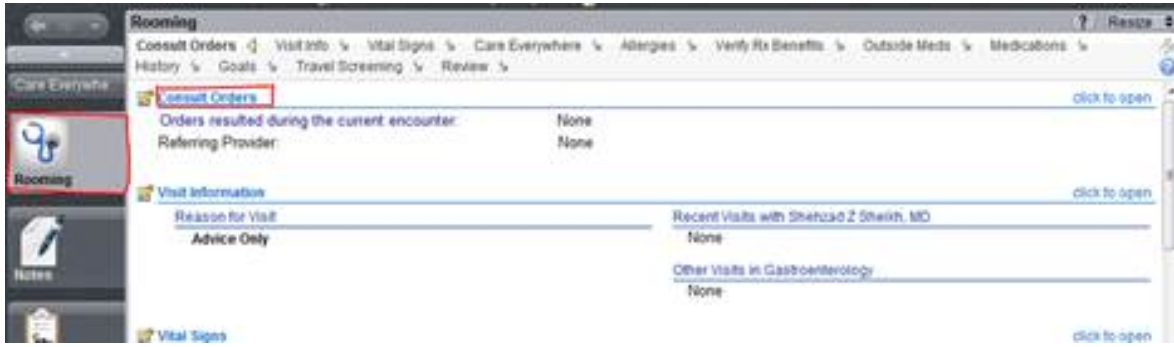 Rooming
? Resize
Consult Orders Visit Info Vital Signs Care Everywhere Allergies Verify Rx Benefits Outside Meds Medications
History Goals Travel Screening Review
Care Everywhe
Consult Orders click to open
Orders resulted during the current encounter: None
Referring Provider: None
Rooming
Visit Information click to open
Reason for Visit
Advice Only
Recent Visits with Shehzad Z Sheikh, MD
None
Other Visits in Gastroenterology
None
Notes
Vital Signs click to open